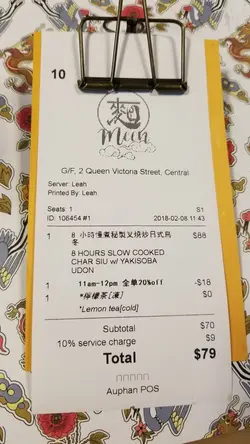 10
麵
Mün
G/F, 2 Queen Victoria Street, Central
Server: Leah
Printed By: Leah
Seats: 1 S1
ID: 106454 #1 2018-02-08 11:43
1 8 小時慢煮秘製叉燒炒日式烏冬 $88
8 HOURS SLOW COOKED
CHAR SIU w/ YAKISOBA
UDON
1 11am-12pm 全單20%off -$18
1 *檸檬茶[凍] $0
*Lemon tea[cold]
Subtotal $70
10% service charge $9
Total $79
Auphan POS